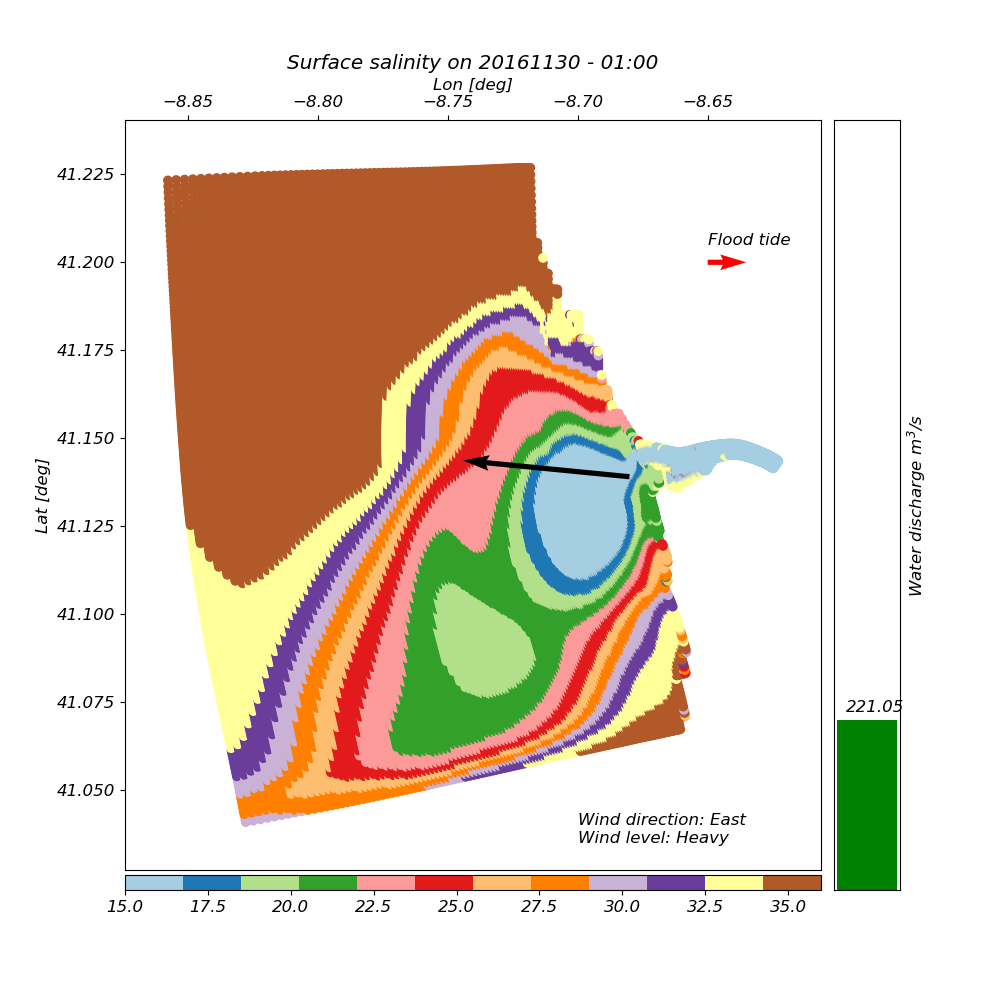 Surface salinity on 20161130 - 01:00
Lon [deg]
−8.85 −8.80 −8.75 −8.70 −8.65
41.225
41.200
41.175
41.150
41.125
41.100
41.075
41.050
Lat [deg]
Flood tide
Wind direction: East
Wind level: Heavy
15.0 17.5 20.0 22.5 25.0 27.5 30.0 32.5 35.0
221.05
Water discharge m³/s